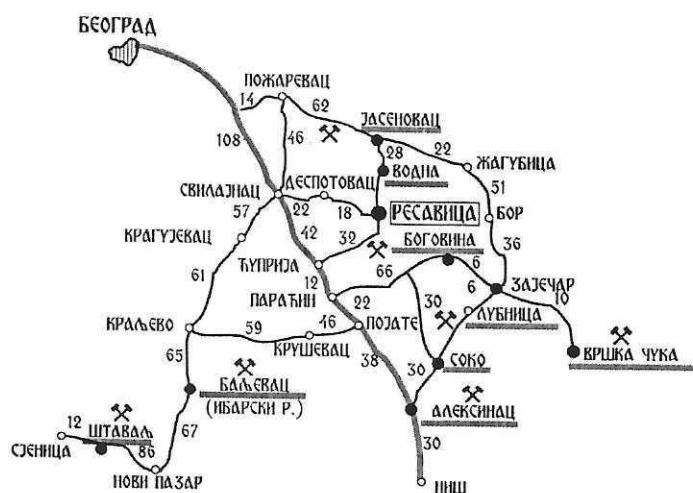 БЕОГРАД
ПОЖАРЕВАЦ
14
62
ЈАСЕНОВАЦ
108
46
28
22
ЖАГУБИЦА
ВОДНА
51
СВИЛАЈНАЦ
ДЕСПОТОВАЦ
22
18
РЕСАВИЦА
БОР
57
42
КРАГУЈЕВАЦ
32
БОГОВИНА
36
ЋУПРИЈА
66
6
ЗАЈЕЧАР
61
12
ПАРАЋИН
22
30
6
10
ЛУБНИЦА
КРАЉЕВО
59
16
ПОЈАТЕ
КРУШЕВАЦ
38
ВРШКА ЧУКА
65
30
СОКО
БАЉЕВАЦ
(ИБАРСКИ Р.)
АЛЕКСИНАЦ
12
ШТАВАЉ
67
30
СЈЕНИЦА
86
НОВИ ПАЗАР
НИШ